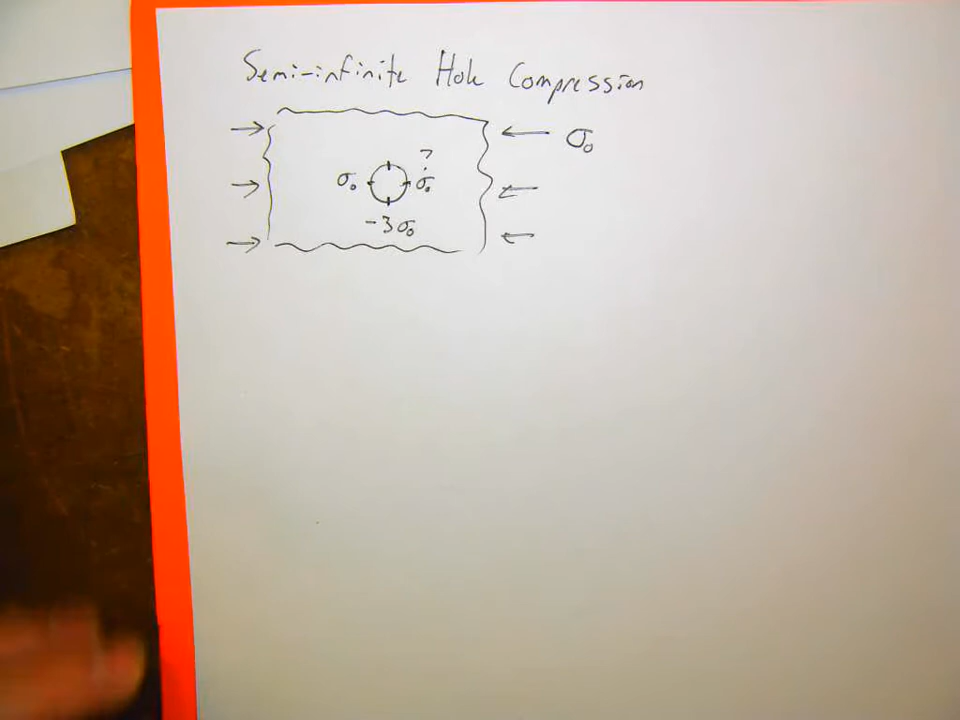 Semi-infinite Hole Compression
σ₀
?
σ₀ σ₀
-3σ₀